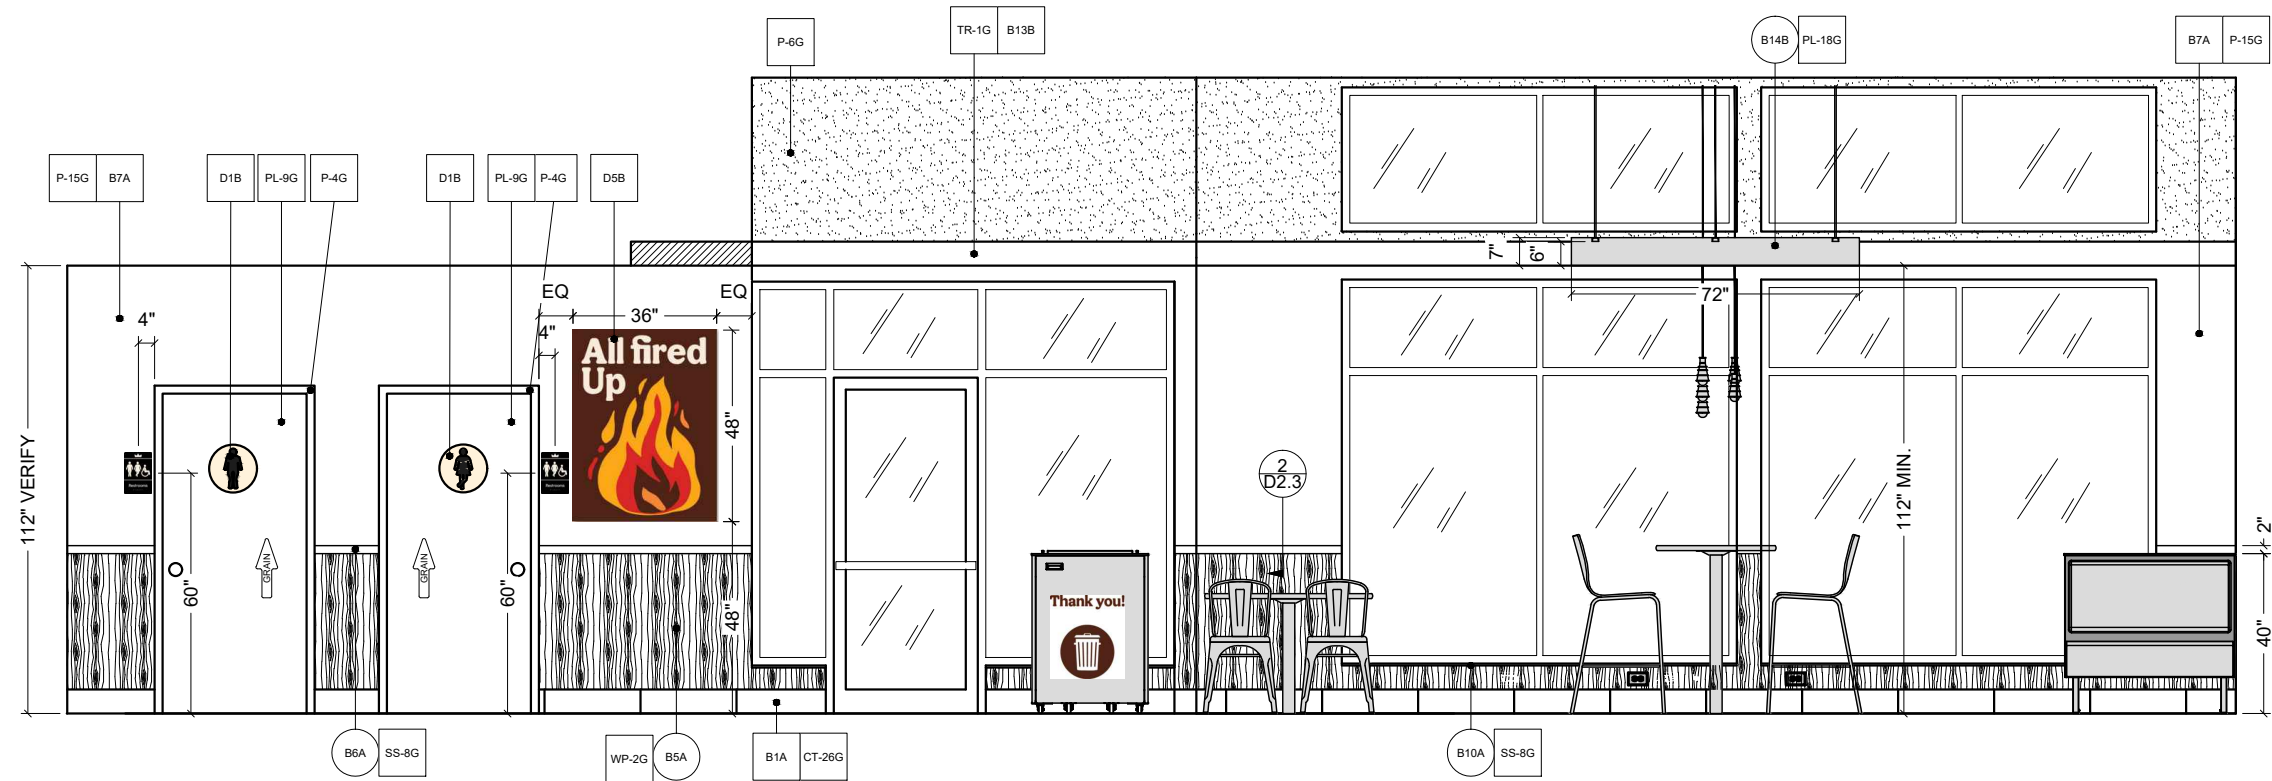 P-6G
TR-1G B13B
B14B PL-18G
B7A P-15G
P-15G B7A
D1B PL-9G P-4G
D1B PL-9G P-4G
D5B
7"
6"
EQ 36" EQ
72"
4"
4"
All fired
Up
48"
112" VERIFY
112" MIN.
2
D2.3
Restrooms
Restrooms
2"
GRAIN
GRAIN
60"
60"
48"
Thank you!
40"
B6A SS-8G
WP-2G B5A
B1A CT-26G
B10A SS-8G